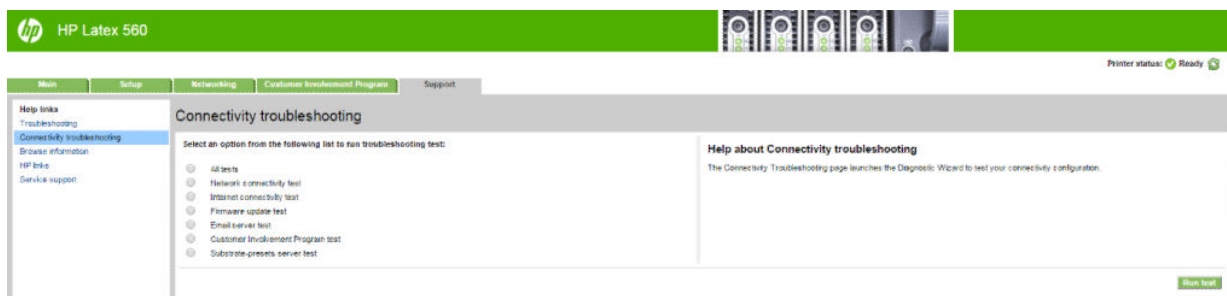 hp HP Latex 560
Printer status: Ready
Main Setup Networking Customer Involvement Program Support
Help links
Troubleshooting
Connectivity troubleshooting
Browse information
HP links
Service support
Connectivity troubleshooting
Select an option from the following list to run troubleshooting test:
All tests
Network connectivity test
Internet connectivity test
Firmware update test
Email server test
Customer Involvement Program test
Substrate-presets server test
Help about Connectivity troubleshooting
The Connectivity Troubleshooting page launches the Diagnostic Wizard to test your connectivity configuration.
Run test